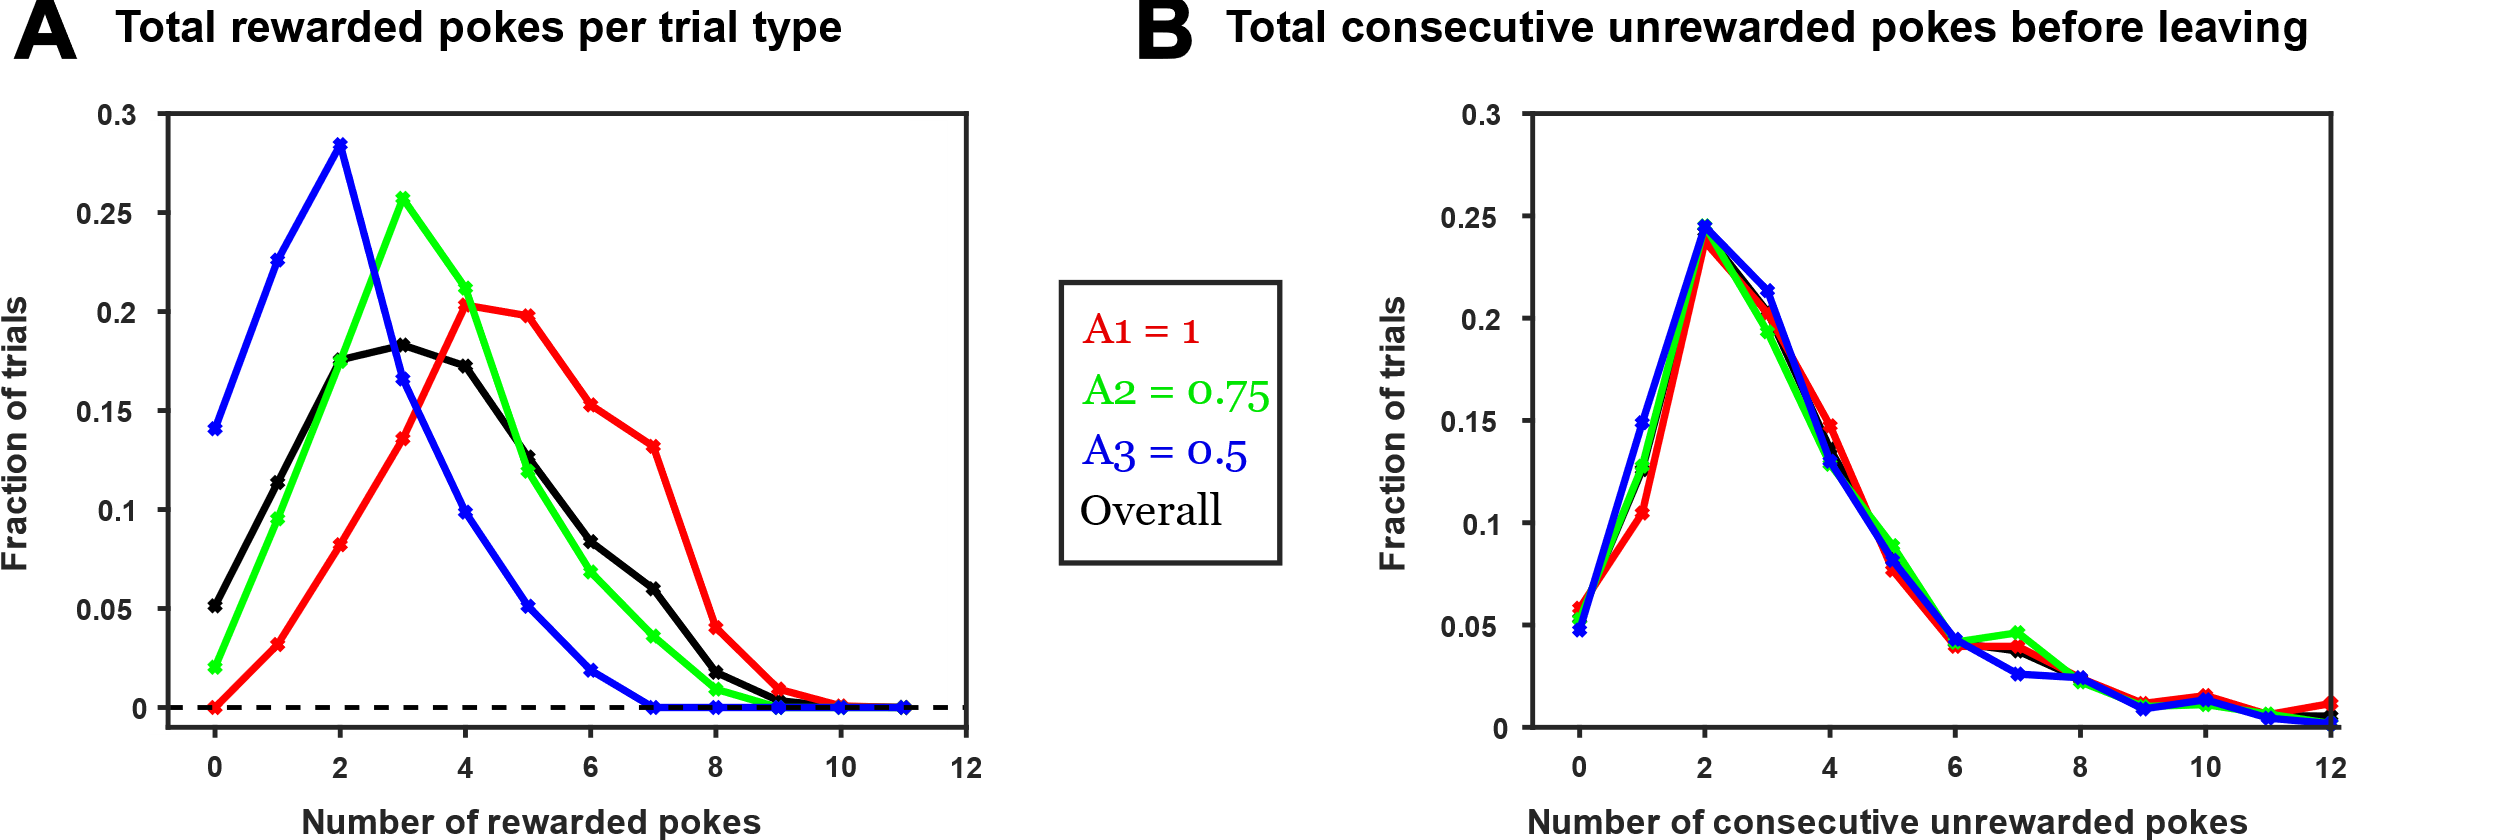 A Total rewarded pokes per trial type
0.3
0.25
0.2
0.15
0.1
0.05
0
0 2 4 6 8 10 12
Fraction of trials
Number of rewarded pokes
A1 = 1
A2 = 0.75
A3 = 0.5
Overall
B Total consecutive unrewarded pokes before leaving
0.3
0.25
0.2
0.15
0.1
0.05
0
0 2 4 6 8 10 12
Fraction of trials
Number of consecutive unrewarded pokes